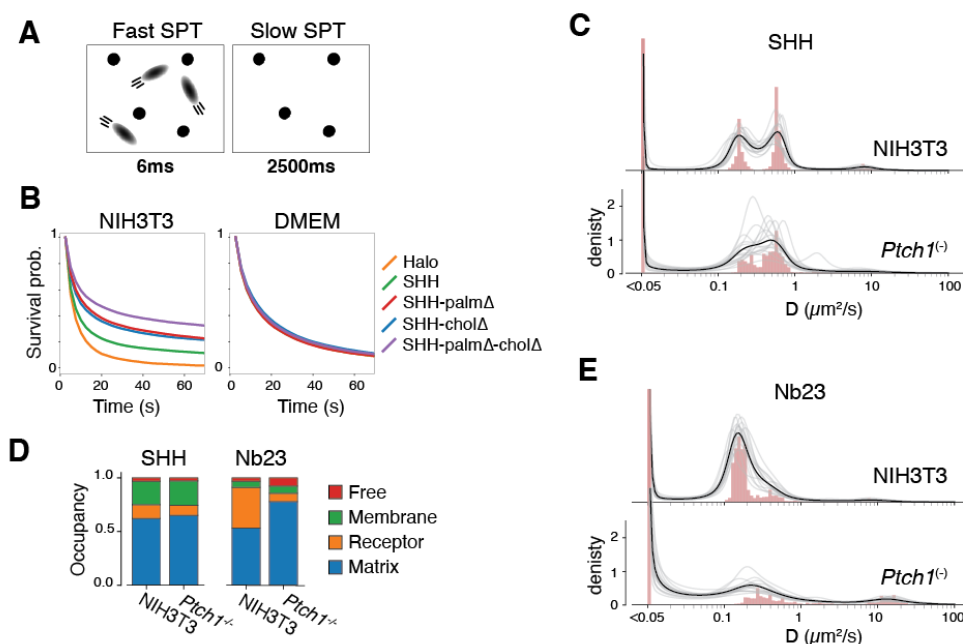 A
Fast SPT
Slow SPT
6ms
2500ms
B
NIH3T3
DMEM
Survival prob.
1
0
0
20
40
60
Time (s)
1
0
0
20
40
60
Time (s)
Halo
SHH
SHH-palmΔ
SHH-cholΔ
SHH-palmΔ-cholΔ
C
SHH
NIH3T3
Ptch1(-)
denisty
2
0
<0.05
0.1
1
10
100
D (µm²/s)
D
SHH
Nb23
Occupancy
1.0
0.5
0.0
NIH3T3
Ptch1-/-
NIH3T3
Ptch1-/-
Free
Membrane
Receptor
Matrix
E
Nb23
NIH3T3
Ptch1(-)
denisty
2
0
<0.05
0.1
1
10
100
D (µm²/s)